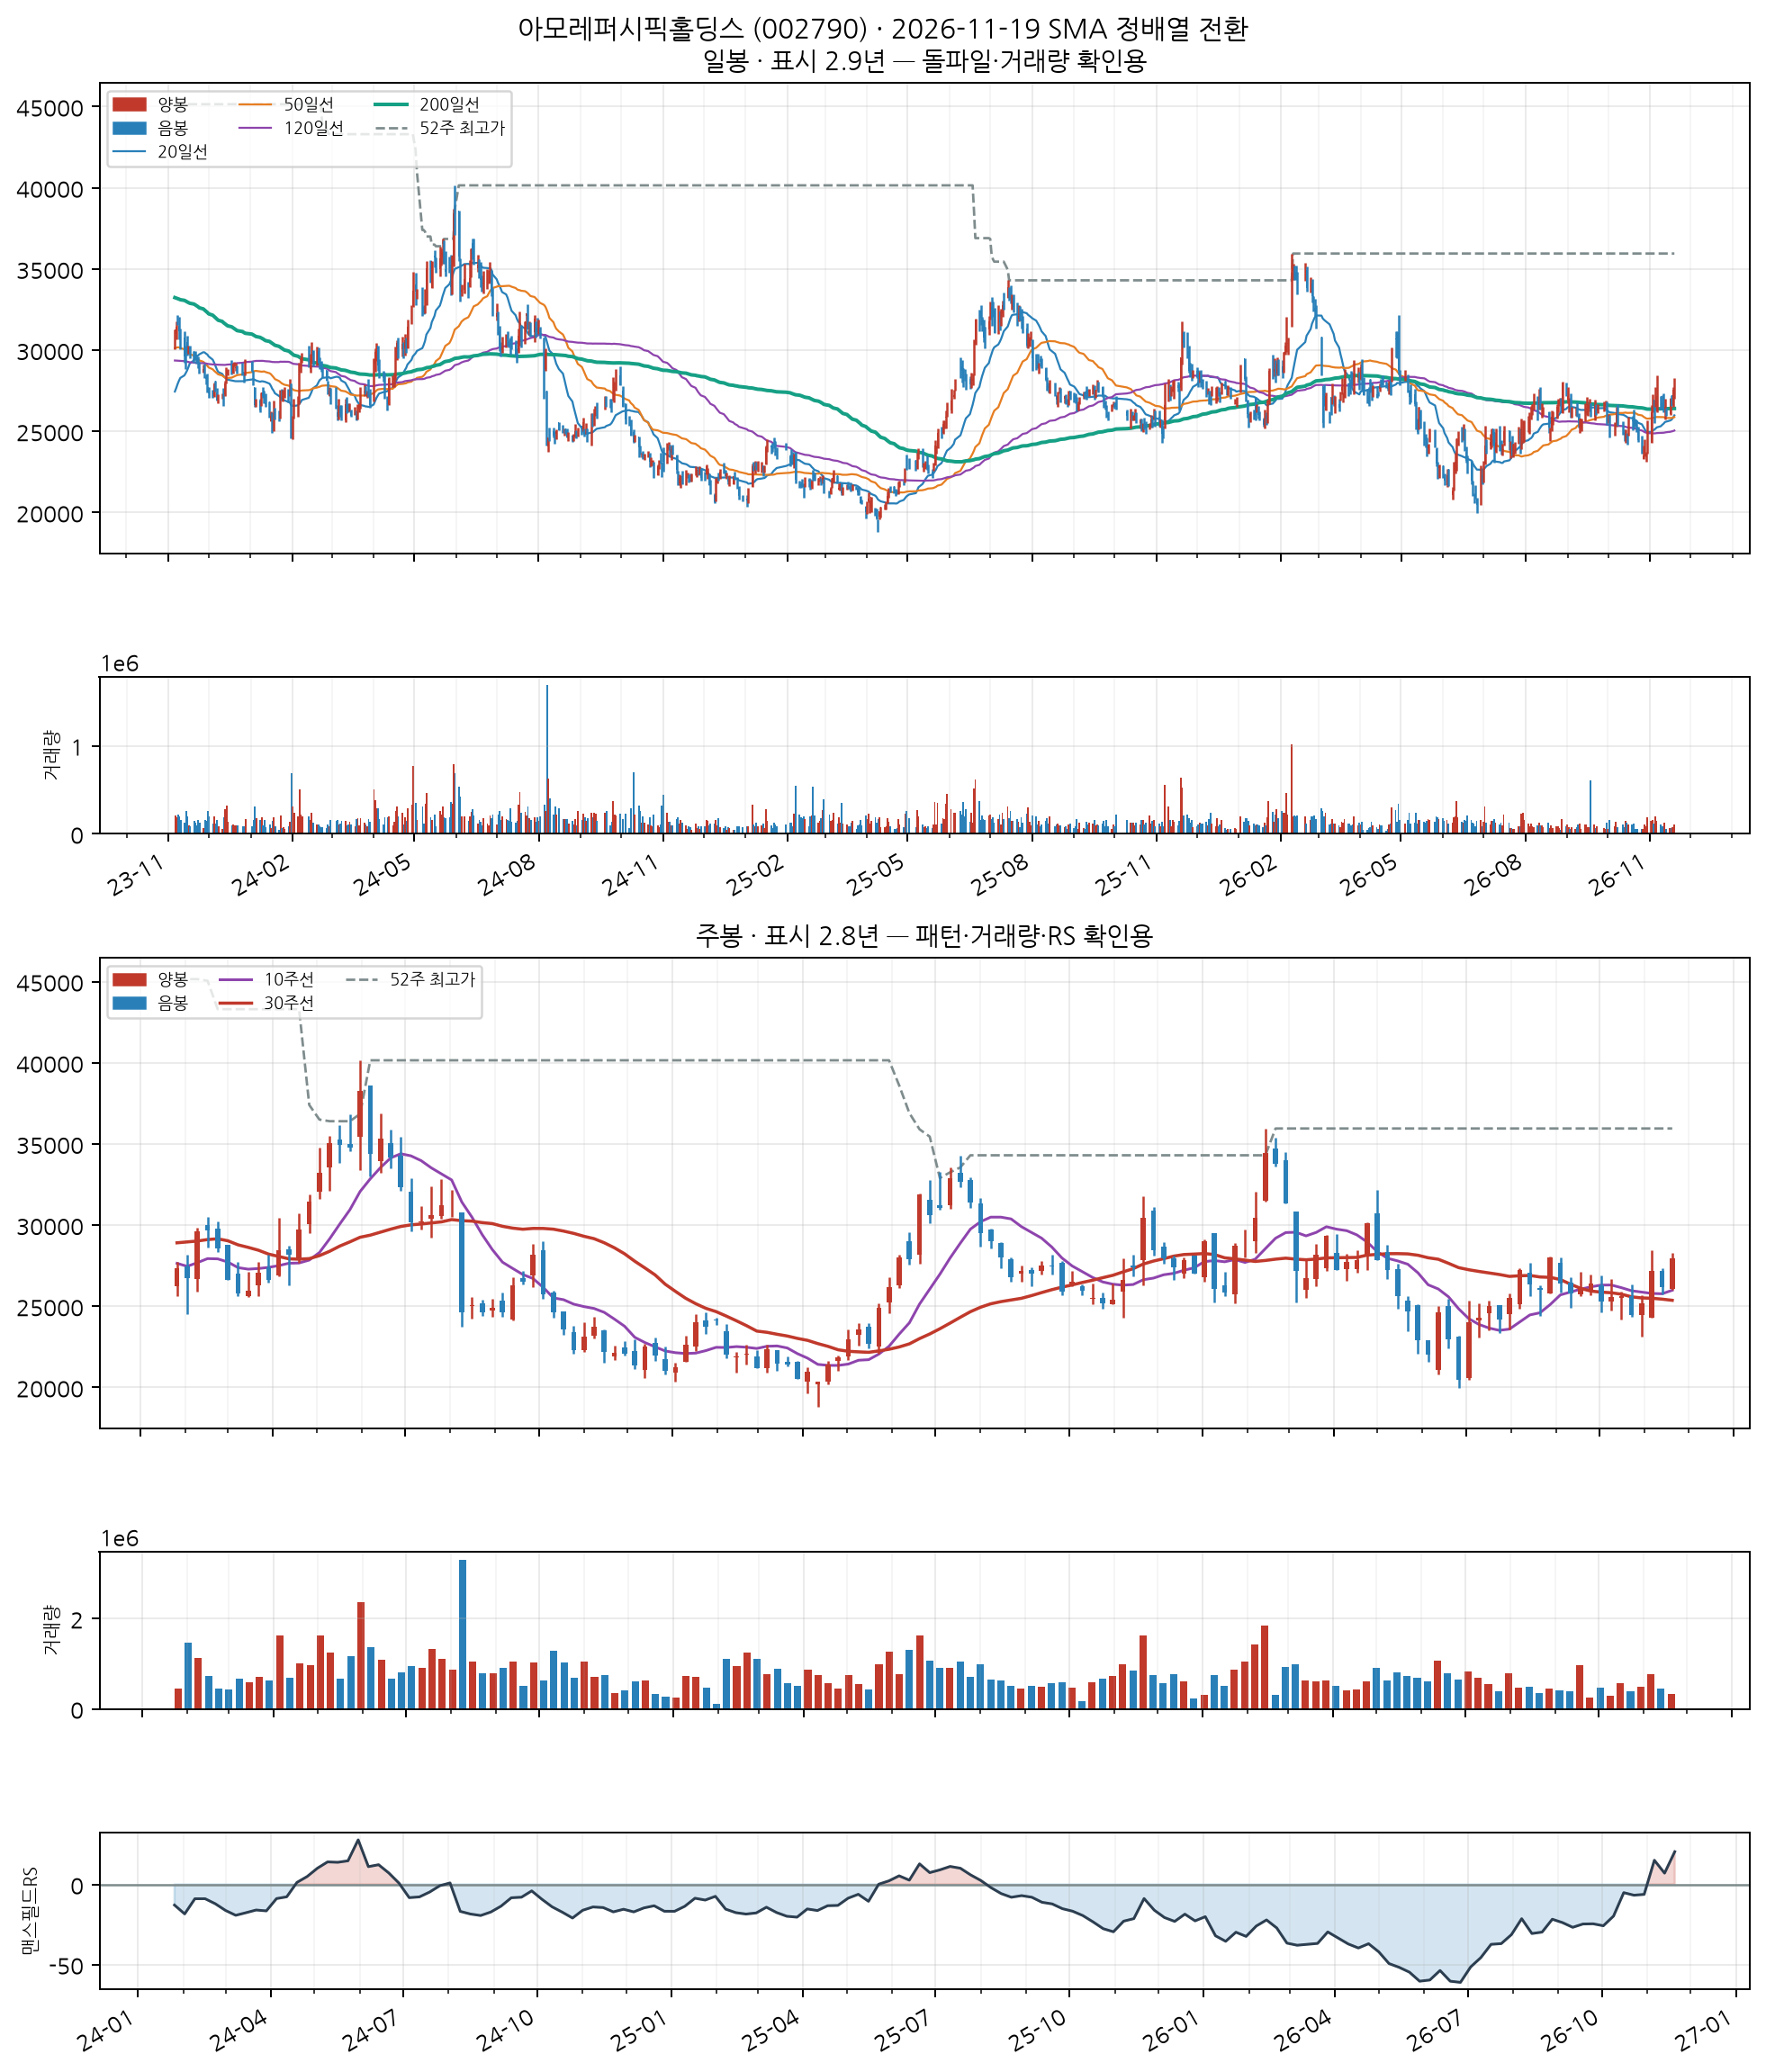 아모레퍼시픽홀딩스 (002790) · 2026-11-19 SMA 정배열 전환
일봉 · 표시 2.9년 — 돌파일·거래량 확인용
양봉
음봉
20일선
50일선
120일선
200일선
52주 최고가
45000
40000
35000
30000
25000
20000
1e6
거래량
1
0
23-11
24-02
24-05
24-08
24-11
25-02
25-05
25-08
25-11
26-02
26-05
26-08
26-11
주봉 · 표시 2.8년 — 패턴·거래량·RS 확인용
양봉
음봉
10주선
30주선
52주 최고가
45000
40000
35000
30000
25000
20000
1e6
거래량
2
0
맨스필드RS
0
-50
24-01
24-04
24-07
24-10
25-01
25-04
25-07
25-10
26-01
26-04
26-07
26-10
27-01